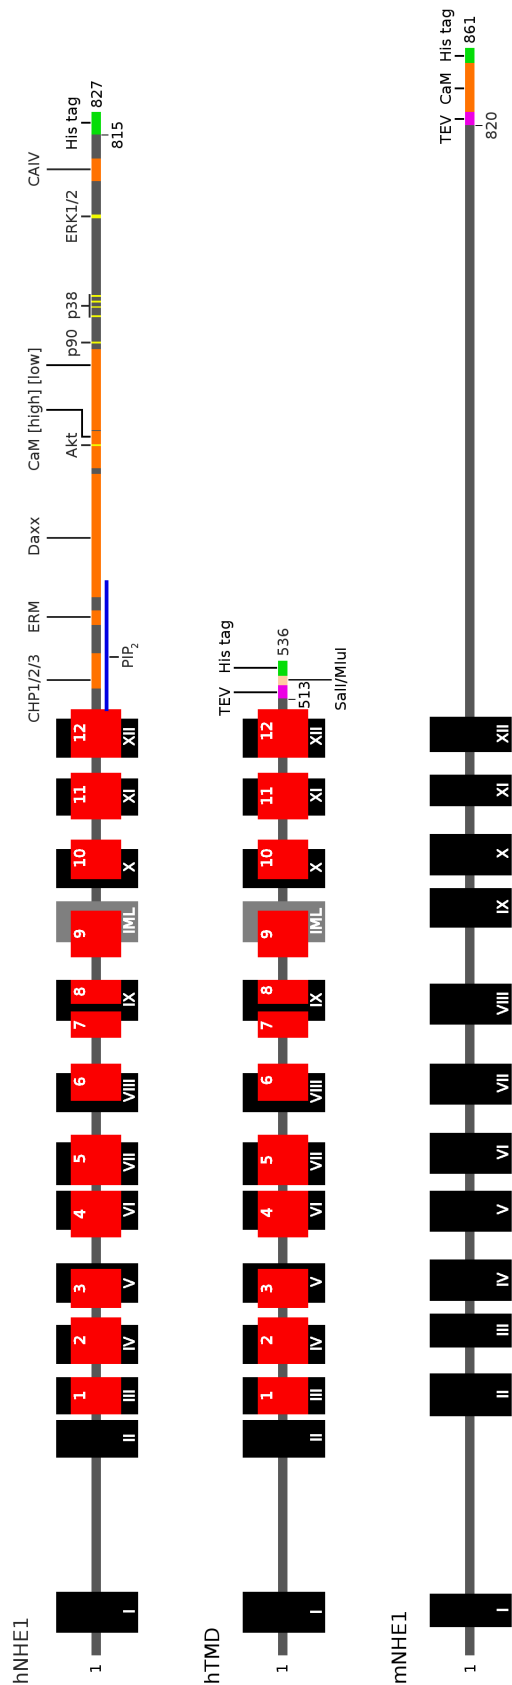 hNHE1
CHP1/2/3 ERM Daxx CaM [high] [low] CAIV
Akt p90 p38 ERK1/2 His tag
1 2 3 4 5 6 7 8 9 10 11 12
1 827
I II III IV V VI VII VIII IX IML X XI XII
815
PIP2
hTMD
TEV His tag
1 2 3 4 5 6 7 8 9 10 11 12
1 536
I II III IV V VI VII VIII IX IML X XI XII
513
SalI/MluI
mNHE1
TEV CaM His tag
1 861
820
I II III IV V VI VII VIII IX X XI XII